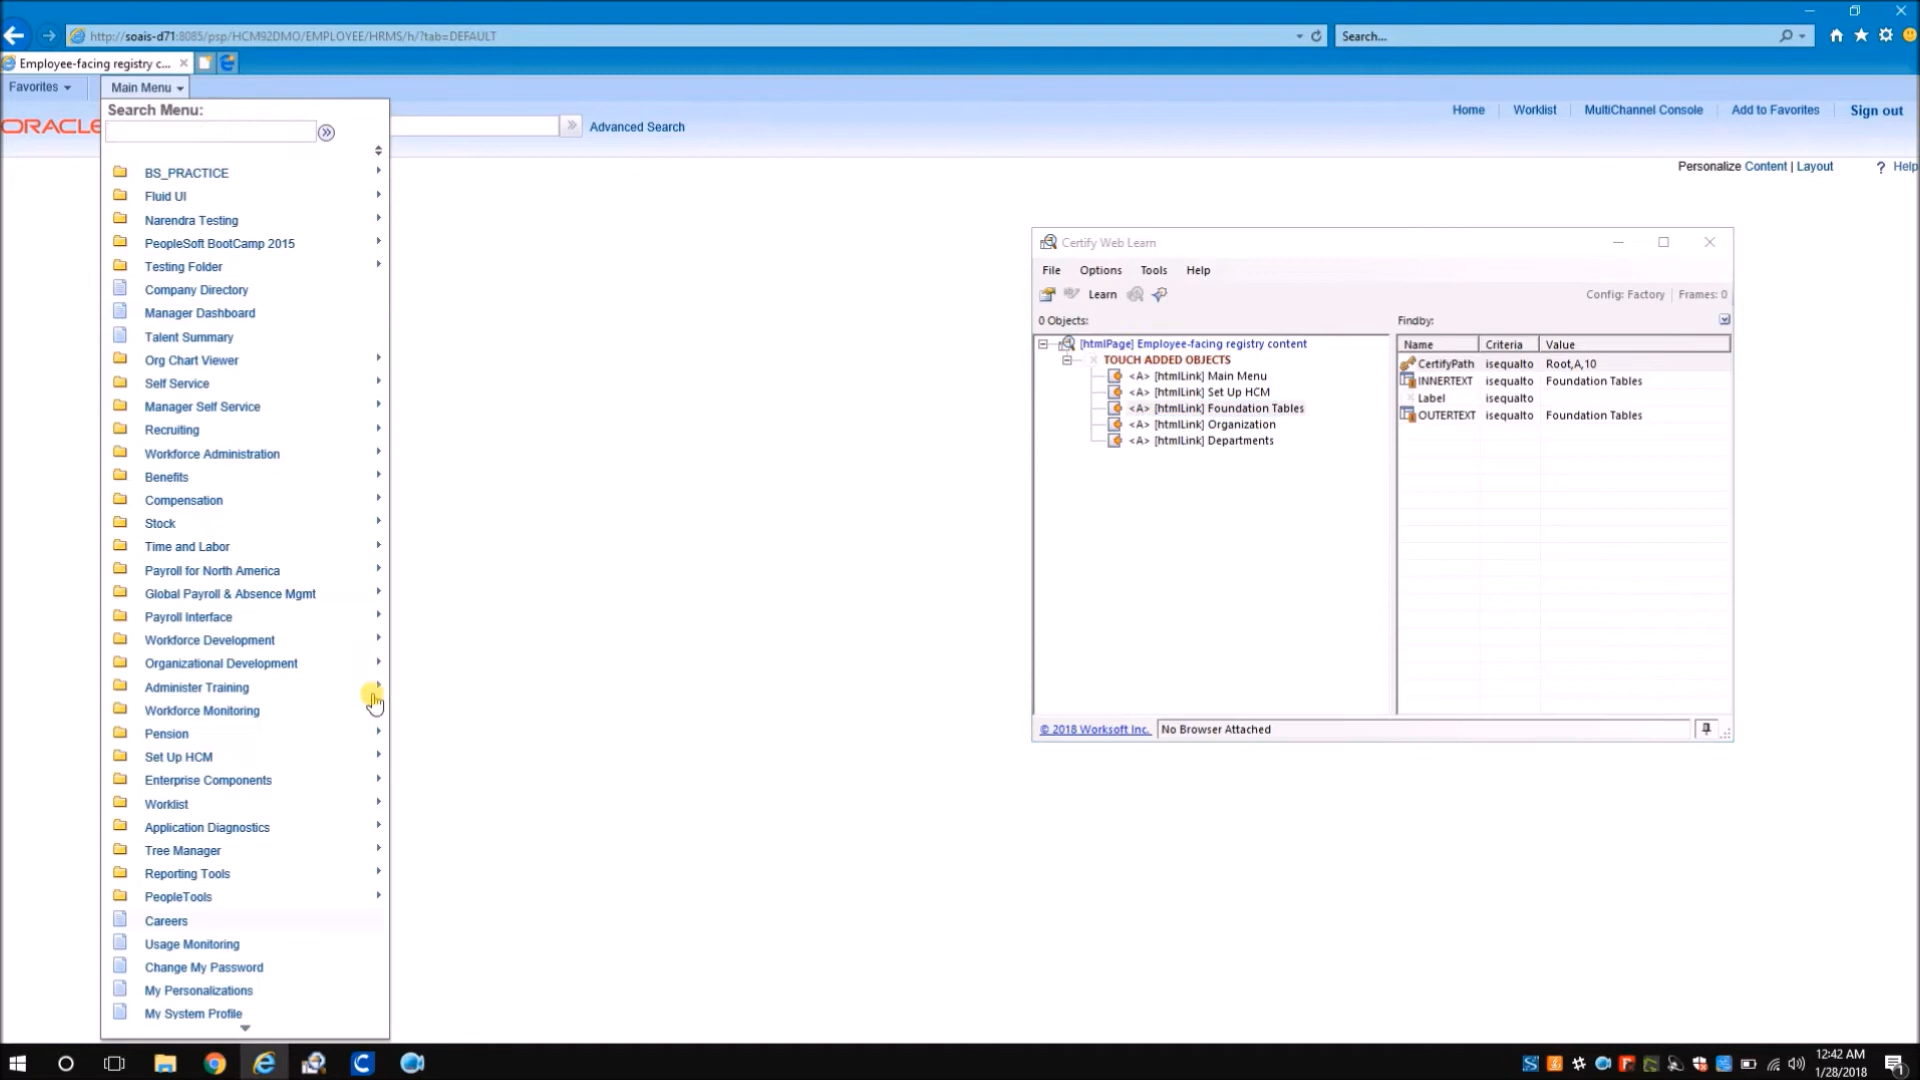 http://soais-d71:8085/psp/HCM92DMO/EMPLOYEE/HRMS/h/?tab=DEFAULT
Search...
Employee-facing registry c...
Favorites
Main Menu
Search Menu:
ORACLE
Advanced Search
Home
Worklist
MultiChannel Console
Add to Favorites
Sign out
Personalize Content | Layout
? Help
BS_PRACTICE
Fluid UI
Narendra Testing
PeopleSoft BootCamp 2015
Testing Folder
Company Directory
Manager Dashboard
Talent Summary
Org Chart Viewer
Self Service
Manager Self Service
Recruiting
Workforce Administration
Benefits
Compensation
Stock
Time and Labor
Payroll for North America
Global Payroll & Absence Mgmt
Payroll Interface
Workforce Development
Organizational Development
Administer Training
Workforce Monitoring
Pension
Set Up HCM
Enterprise Components
Worklist
Application Diagnostics
Tree Manager
Reporting Tools
PeopleTools
Careers
Usage Monitoring
Change My Password
My Personalizations
My System Profile
Certify Web Learn
File Options Tools Help
Learn
Config: Factory
Frames: 0
0 Objects:
[htmlPage] Employee-facing registry content
TOUCH ADDED OBJECTS
<A> [htmlLink] Main Menu
<A> [htmlLink] Set Up HCM
<A> [htmlLink] Foundation Tables
<A> [htmlLink] Organization
<A> [htmlLink] Departments
Findby:
Name Criteria Value
CertifyPath isequalto Root,A,10
INNERTEXT isequalto Foundation Tables
Label isequalto
OUTERTEXT isequalto Foundation Tables
© 2018 Worksoft Inc.
No Browser Attached
12:42 AM
1/28/2018